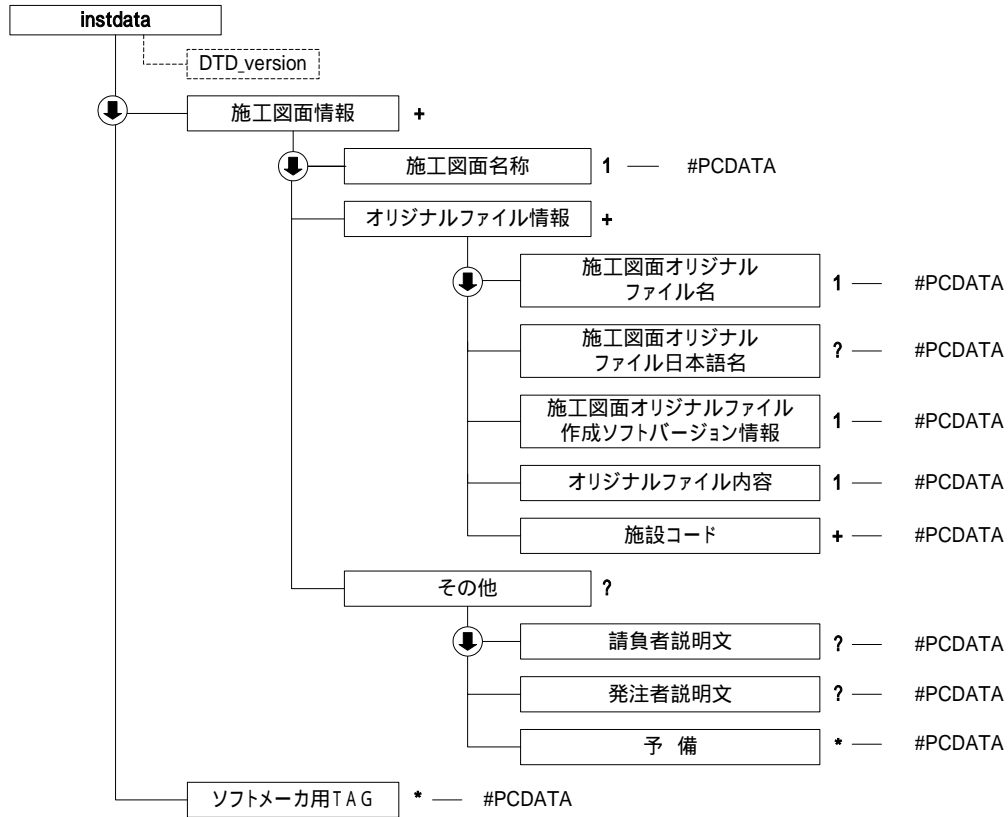 instdata
DTD_version
施工図面情報 +
施工図面名称 1 #PCDATA
オリジナルファイル情報 +
施工図面オリジナル
ファイル名 1 #PCDATA
施工図面オリジナル
ファイル日本語名 ? #PCDATA
施工図面オリジナルファイル
作成ソフトバージョン情報 1 #PCDATA
オリジナルファイル内容 1 #PCDATA
施設コード + #PCDATA
その他 ?
請負者説明文 ? #PCDATA
発注者説明文 ? #PCDATA
予 備 * #PCDATA
ソフトメーカ用TAG * #PCDATA